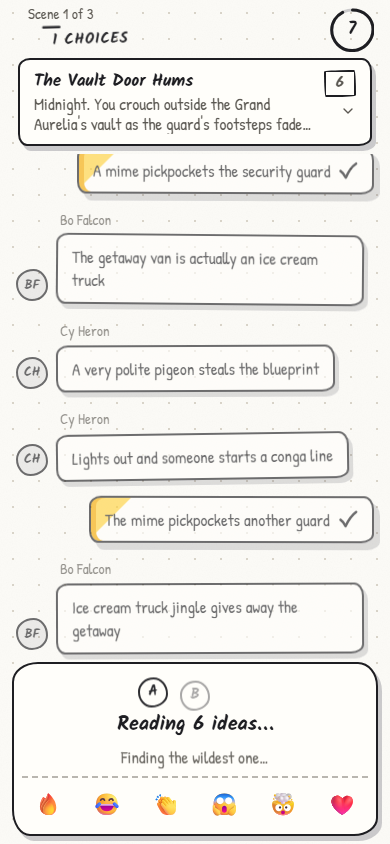 Scene 1 of 3
1 CHOICES
7
The Vault Door Hums
6
Midnight. You crouch outside the Grand
Aurelia's vault as the guard's footsteps fade...
A mime pickpockets the security guard
Bo Falcon
The getaway van is actually an ice cream
truck
BF
Cy Heron
A very polite pigeon steals the blueprint
CH
Cy Heron
Lights out and someone starts a conga line
CH
The mime pickpockets another guard
Bo Falcon
Ice cream truck jingle gives away the
getaway
BF
A B
Reading 6 ideas...
Finding the wildest one...